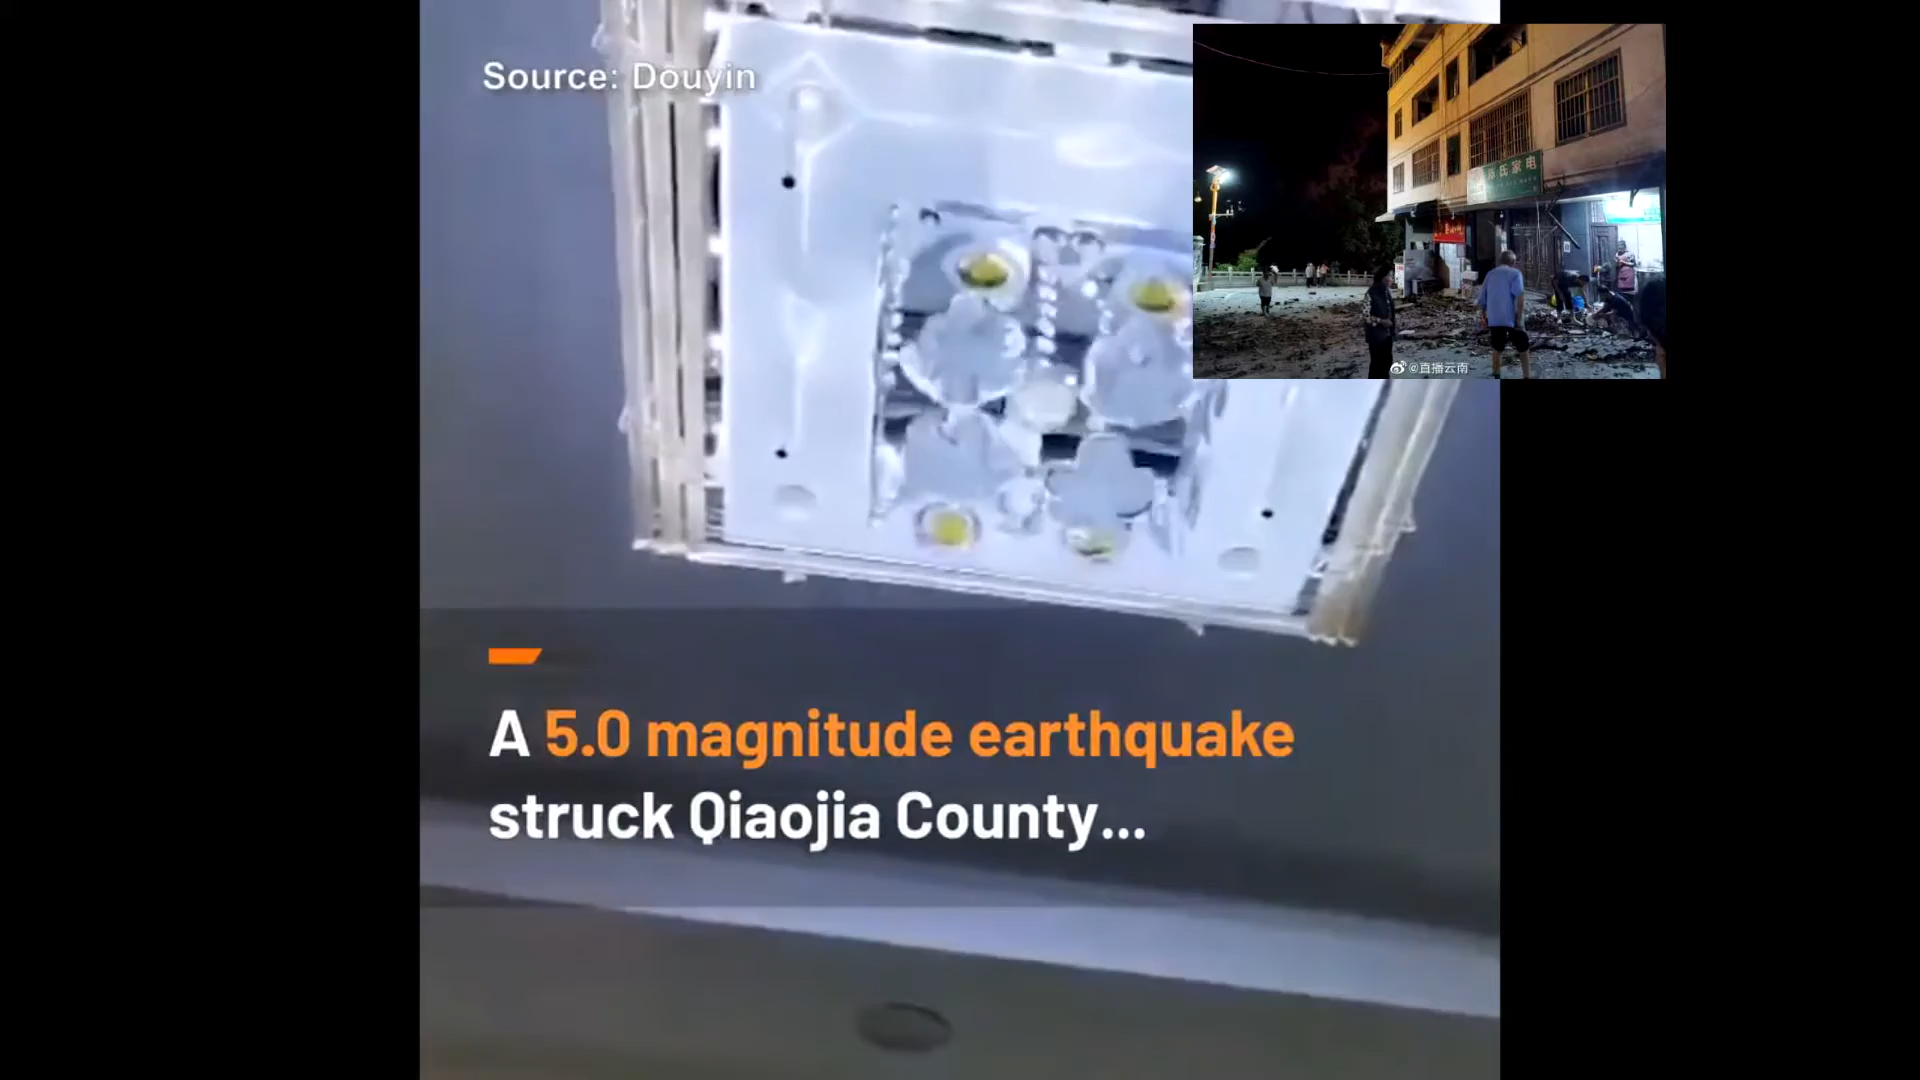 Source: Douyin
氏家电
@直播云南
A 5.0 magnitude earthquake
struck Qiaojia County...